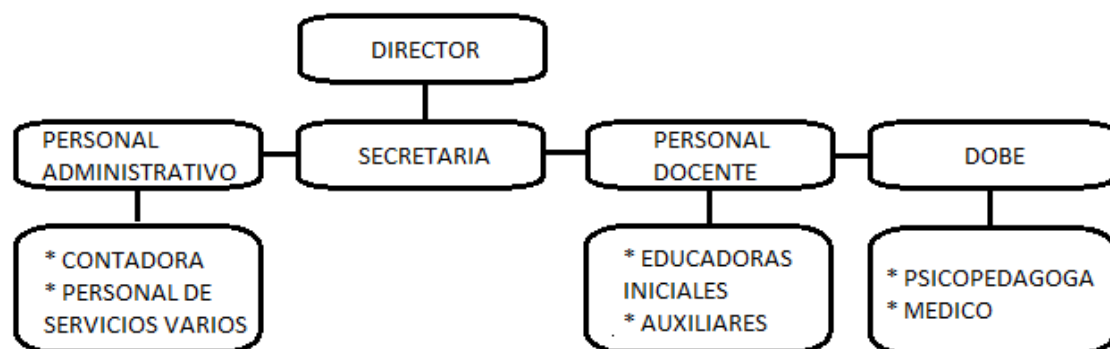 DIRECTOR
PERSONAL
ADMINISTRATIVO
SECRETARIA
PERSONAL
DOCENTE
DOBE
* CONTADORA
* PERSONAL DE
SERVICIOS VARIOS
* EDUCADORAS
INICIALES
* AUXILIARES
* PSICOPEDAGOGA
* MEDICO